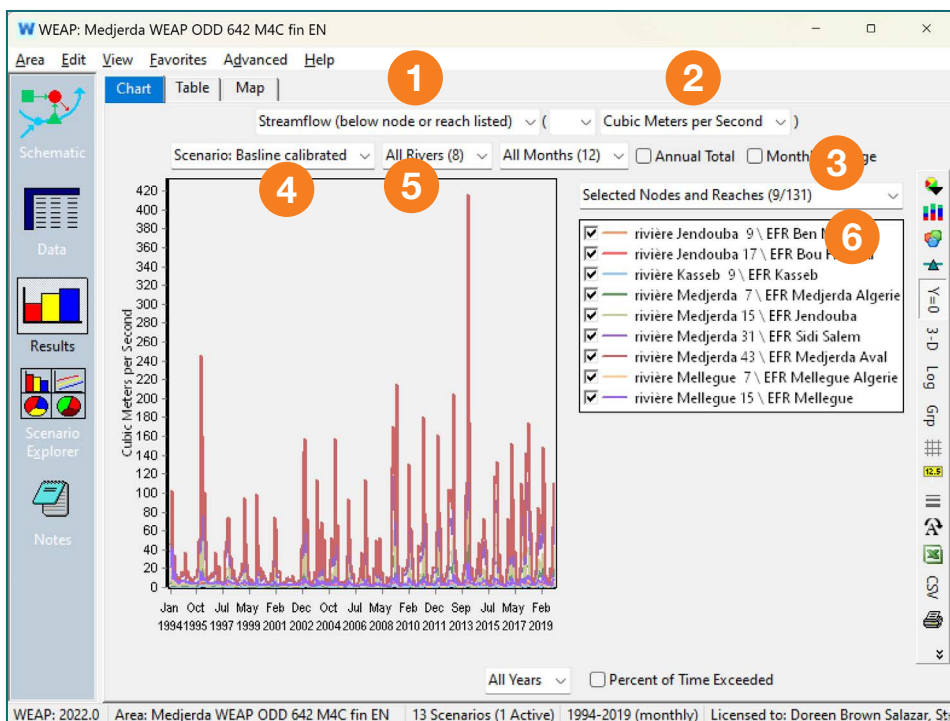 WEAP: Medjerda WEAP ODD 642 M4C fin EN
Area Edit View Favorites Advanced Help
Chart Table Map
1 2
Streamflow (below node or reach listed) ( Cubic Meters per Second )
Scenario: Basline calibrated All Rivers (8) All Months (12) Annual Total
4 5 3
Selected Nodes and Reaches (9/131)
6
rivière Jendouba 9 \ EFR Ben
rivière Jendouba 17 \ EFR Bou
rivière Kasseb 9 \ EFR Kasseb
rivière Medjerda 7 \ EFR Medjerda Algerie
rivière Medjerda 15 \ EFR Jendouba
rivière Medjerda 31 \ EFR Sidi Salem
rivière Medjerda 43 \ EFR Medjerda Aval
rivière Mellegue 7 \ EFR Mellegue Algerie
rivière Mellegue 15 \ EFR Mellegue
Schematic
Data
Results
Scenario
Explorer
Notes
Cubic Meters per Second
420
400
380
360
340
320
300
280
260
240
220
200
180
160
140
120
100
80
60
40
20
0
Jan Oct Jul May Feb Dec Oct Jul May Feb Dec Sep Jul May Feb
1994 1995 1997 1999 2001 2002 2004 2006 2008 2010 2011 2013 2015 2017 2019
Y=0
3-D
Log
Grp
12.5
CSV
All Years Percent of Time Exceeded
WEAP: 2022.0 Area: Medjerda WEAP ODD 642 M4C fin EN 13 Scenarios (1 Active) 1994-2019 (monthly) Licensed to: Doreen Brown Salazar, S